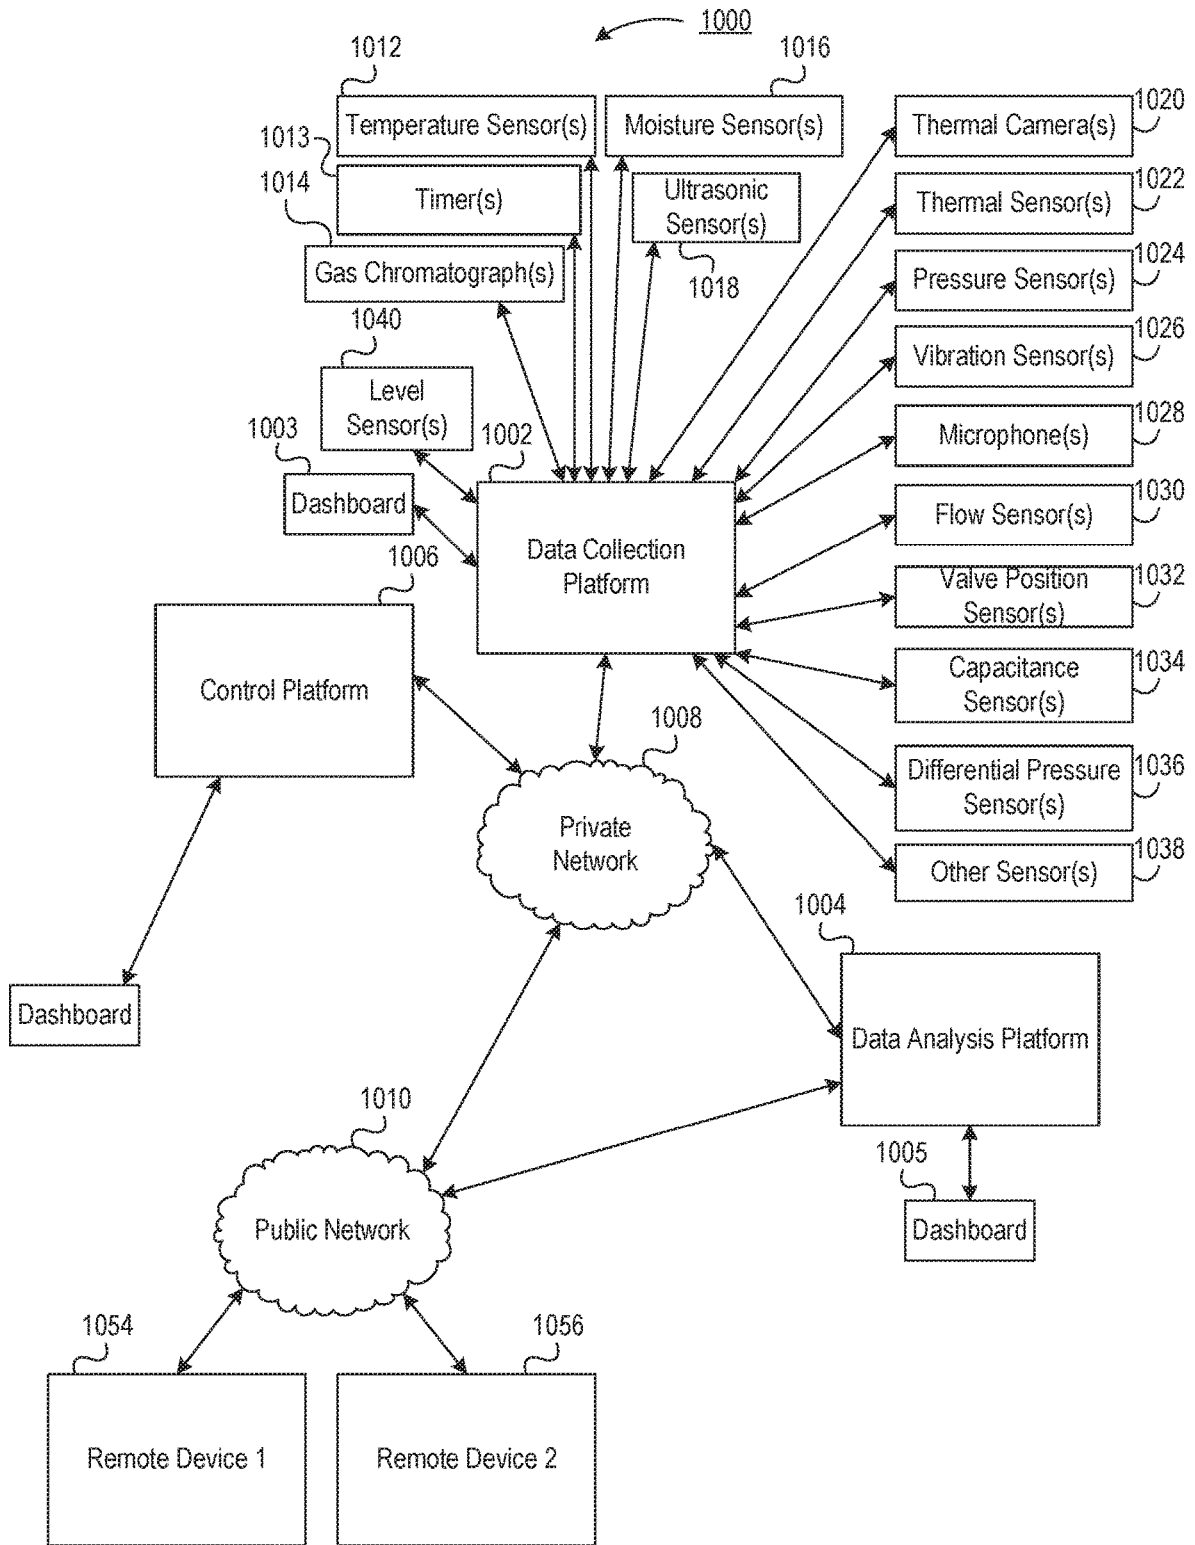 1000
1012
1016
Temperature Sensor(s)
Moisture Sensor(s)
1013
Timer(s)
1014
Gas Chromatograph(s)
Ultrasonic
Sensor(s)
1018
Thermal Camera(s)
1020
Thermal Sensor(s)
1022
Pressure Sensor(s)
1024
Vibration Sensor(s)
1026
Microphone(s)
1028
Flow Sensor(s)
1030
Valve Position
Sensor(s)
1032
Capacitance
Sensor(s)
1034
Differential Pressure
Sensor(s)
1036
Other Sensor(s)
1038
1040
Level
Sensor(s)
1003
Dashboard
1002
Data Collection
Platform
1006
Control Platform
1008
Private
Network
Dashboard
1004
Data Analysis Platform
1005
Dashboard
1010
Public Network
1054
Remote Device 1
1056
Remote Device 2